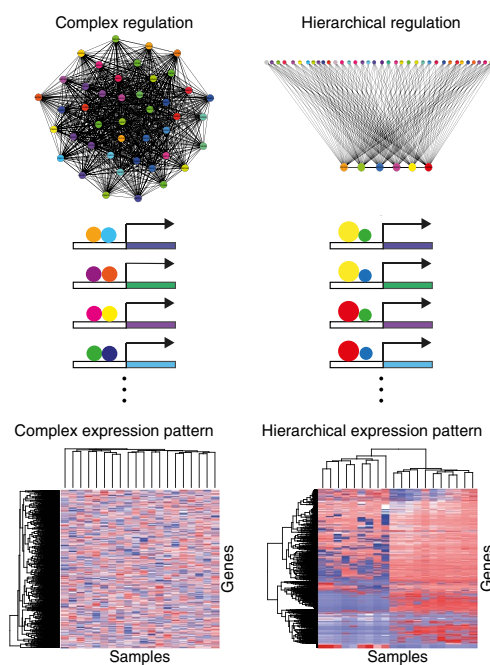 Complex regulation
Hierarchical regulation
Complex expression pattern
Hierarchical expression pattern
Genes
Genes
Samples
Samples